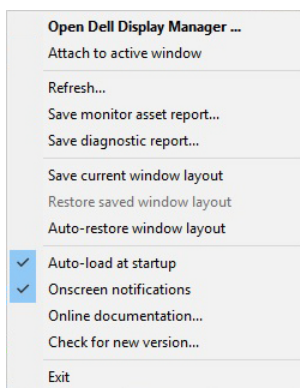 Open Dell Display Manager ...
Attach to active window
Refresh...
Save monitor asset report...
Save diagnostic report...
Save current window layout
Restore saved window layout
Auto-restore window layout
Auto-load at startup
Onscreen notifications
Online documentation...
Check for new version...
Exit